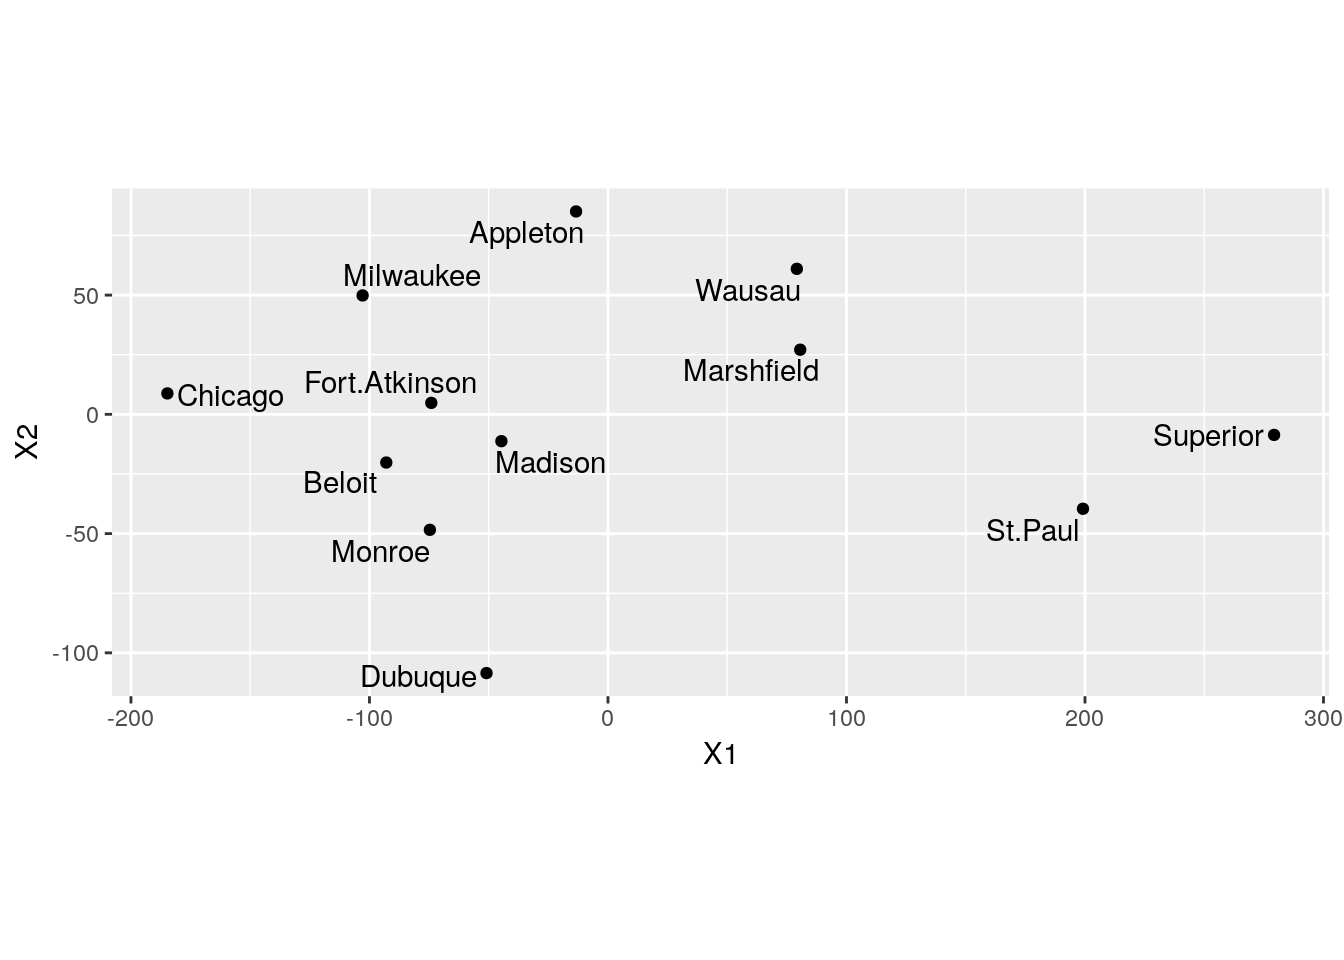 Appleton
Milwaukee
Wausau
50
Marshfield
Fort.Atkinson
Chicago
0
Superior
X2
Madison
Beloit
St.Paul
-50
Monroe
-100
Dubuque
-200
-100
0
100
200
300
X1